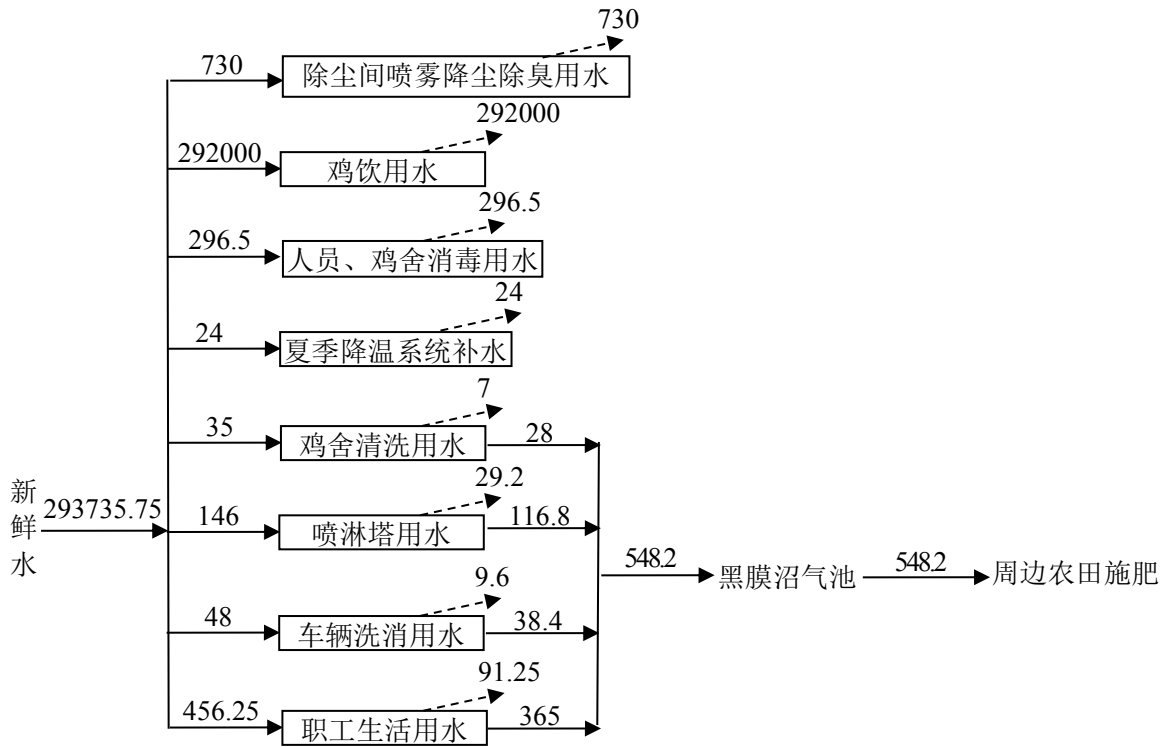 730
730
除尘间喷雾降尘除臭用水
292000
292000
鸡饮用水
296.5
296.5
人员、鸡舍消毒用水
24
24
夏季降温系统补水
7
35
鸡舍清洗用水
28
新鲜水
293735.75
29.2
146
喷淋塔用水
116.8
548.2
黑膜沼气池
548.2
周边农田施肥
9.6
48
车辆洗消用水
38.4
91.25
456.25
职工生活用水
365